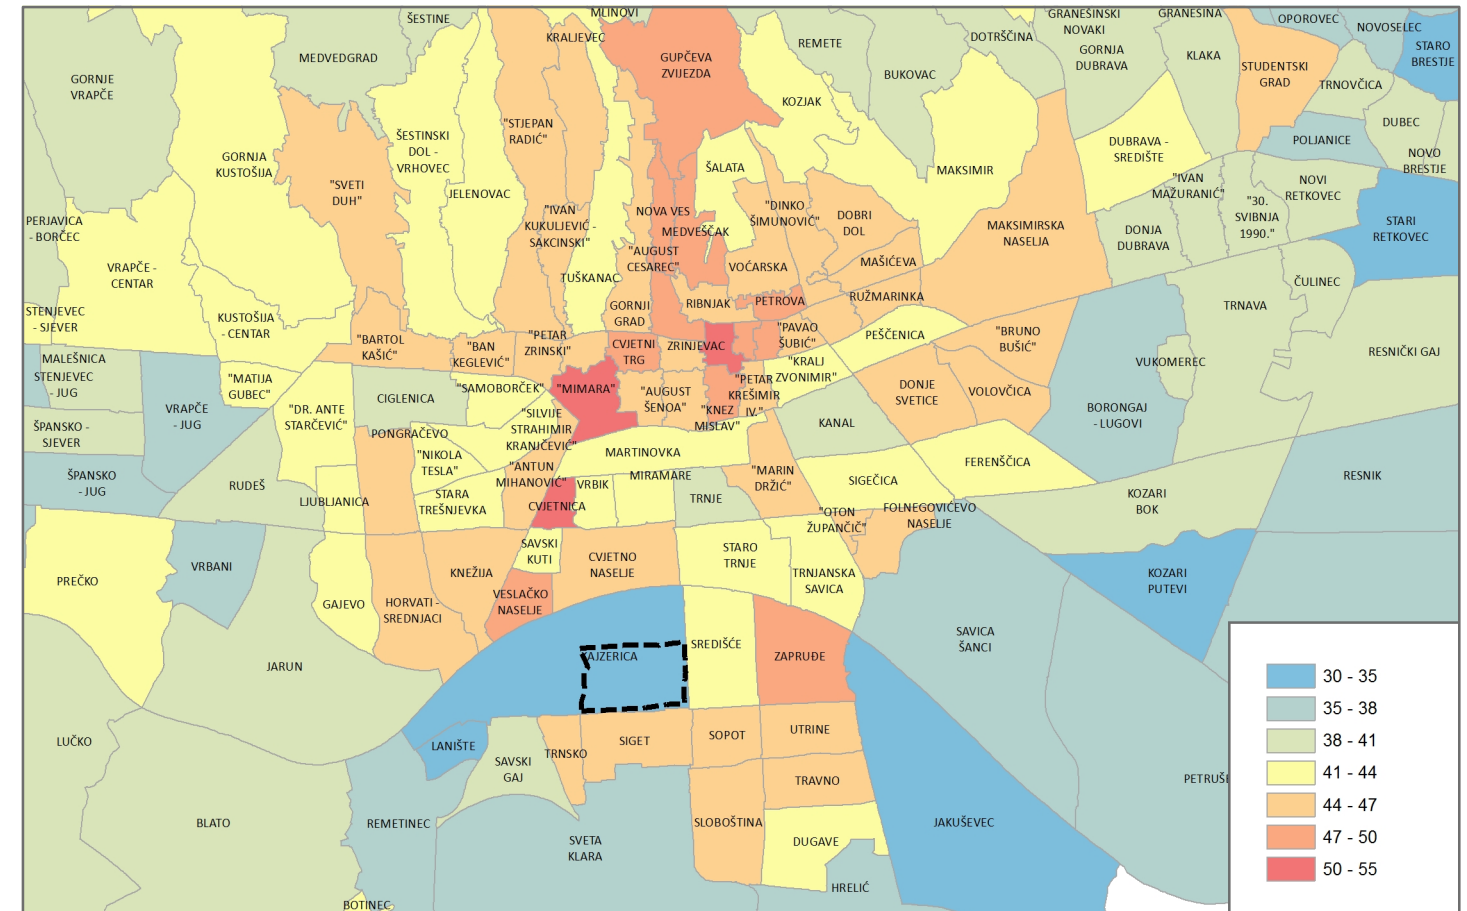 MLINOVI
ŠESTINE
GRANEŠINSKI
NOVAKI
GRANEŠINA
OPOROVEC
NOVOSELEC
KRALJEVEC
REMETE
DOTRŠČINA
STARO
BRESTJE
MEDVEDGRAD
GUPČEVA
ZVIJEZDA
GORNJA
DUBRAVA
KLAKA
STUDENTSKI
GRAD
GORNJE
VRAPČE
BUKOVAC
TRNOVČICA
KOZJAK
DUBEC
"STJEPAN
RADIĆ"
ŠESTINSKI
DOL -
VRHOVEC
POLJANICE
DUBRAVA -
SREDIŠTE
NOVO
BRESTJE
GORNJA
KUSTOŠIJA
ŠALATA
MAKSIMIR
"IVAN
MAŽURANIĆ"
NOVI
RETKOVEC
"SVETI
DUH"
JELENOVAC
"30.
SVIBNJA
1990."
PERJAVICA
- BORČEC
"IVAN
KUKULJEVIĆ -
SAKCINSKI"
NOVA VES
MEDVEŠČAK
"DINKO
ŠIMUNOVIĆ"
DOBRI
DOL
MAKSIMIRSKA
NASELJA
DONJA
DUBRAVA
STARI
RETKOVEC
VRAPČE -
CENTAR
TUŠKANAC
"AUGUST
CESAREC"
VOĆARSKA
MAŠIĆEVA
ČULINEC
STENJEVEC
- SJEVER
KUSTOŠIJA
- CENTAR
GORNJI
GRAD
RIBNJAK
PETROVA
RUŽMARINKA
TRNAVA
"BARTOL
KAŠIĆ"
"BAN
KEGLEVIĆ"
"PETAR
ZRINSKI"
CVJETNI
TRG
ZRINJEVAC
"PAVAO
ŠUBIĆ"
PEŠČENICA
"BRUNO
BUŠIĆ"
RESNIČKI GAJ
MALEŠNICA
STENJEVEC
- JUG
"MATIJA
GUBEC"
CIGLENICA
"SAMOBORČEK"
"MIMARA"
"AUGUST
ŠENOA"
"KNEZ
MISLAV"
"PETAR
KREŠIMIR
IV."
"KRALJ
ZVONIMIR"
DONJE
SVETICE
VOLOVČICA
VUKOMEREC
VRAPČE
- JUG
"DR. ANTE
STARČEVIĆ"
"SILVIJE
STRAHIMIR
KRANJČEVIĆ"
KANAL
BORONGAJ
- LUGOVI
ŠPANSKO -
SJEVER
PONGRAČEVO
"NIKOLA
TESLA"
MARTINOVKA
FERENŠČICA
ŠPANSKO
- JUG
RUDEŠ
LJUBLJANICA
STARA
TREŠNJEVKA
"ANTUN
MIHANOVIĆ"
CVJETNICA
VRBIK
MIRAMARE
TRNJE
"MARIN
DRŽIĆ"
SIGEČICA
RESNIK
KOZARI
BOK
"OTON
ŽUPANČIČ"
FOLNEGOVIĆEVO
NASELJE
PREČKO
VRBANI
GAJEVO
KNEŽIJA
SAVSKI
KUTI
CVJETNO
NASELJE
STARO
TRNJE
TRNJANSKA
SAVICA
KOZARI
PUTEVI
HORVATI -
SREDNJACI
VESLAČKO
NASELJE
SAVICA
ŠANCI
JARUN
KAJZERICA
SREDIŠĆE
ZAPRUĐE
LUČKO
LANIŠTE
SAVSKI
GAJ
TRNSKO
SIGET
SOPOT
UTRINE
TRAVNO
PETRUŠE
BLATO
REMETINEC
SVETA
KLARA
SLOBOŠTINA
DUGAVE
JAKUŠEVEC
HRELIĆ
BOTINEC
30 - 35
35 - 38
38 - 41
41 - 44
44 - 47
47 - 50
50 - 55